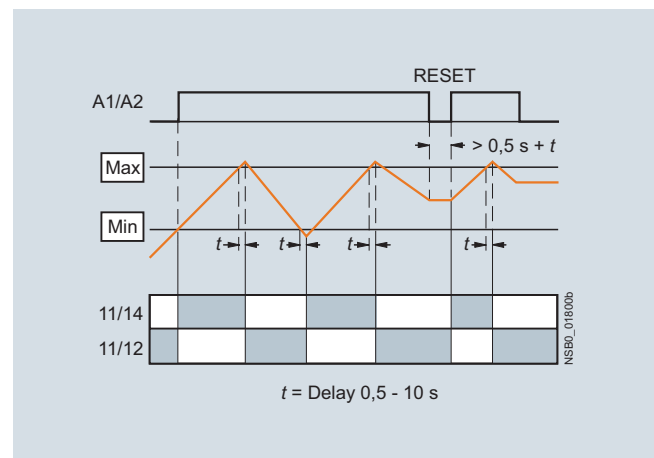 RESET
A1/A2
> 0,5 s + t
Max
Min
t
t
t
t
11/14
11/12
NSB0_01800b
t = Delay 0,5 - 10 s